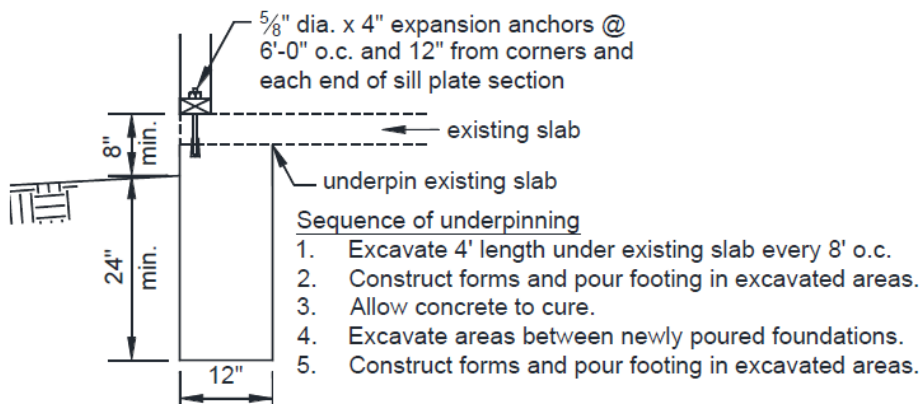 ⅝" dia. x 4" expansion anchors @
6'-0" o.c. and 12" from corners and
each end of sill plate section
8"
min.
existing slab
underpin existing slab
24"
min.
12"
Sequence of underpinning
1. Excavate 4' length under existing slab every 8' o.c.
2. Construct forms and pour footing in excavated areas.
3. Allow concrete to cure.
4. Excavate areas between newly poured foundations.
5. Construct forms and pour footing in excavated areas.